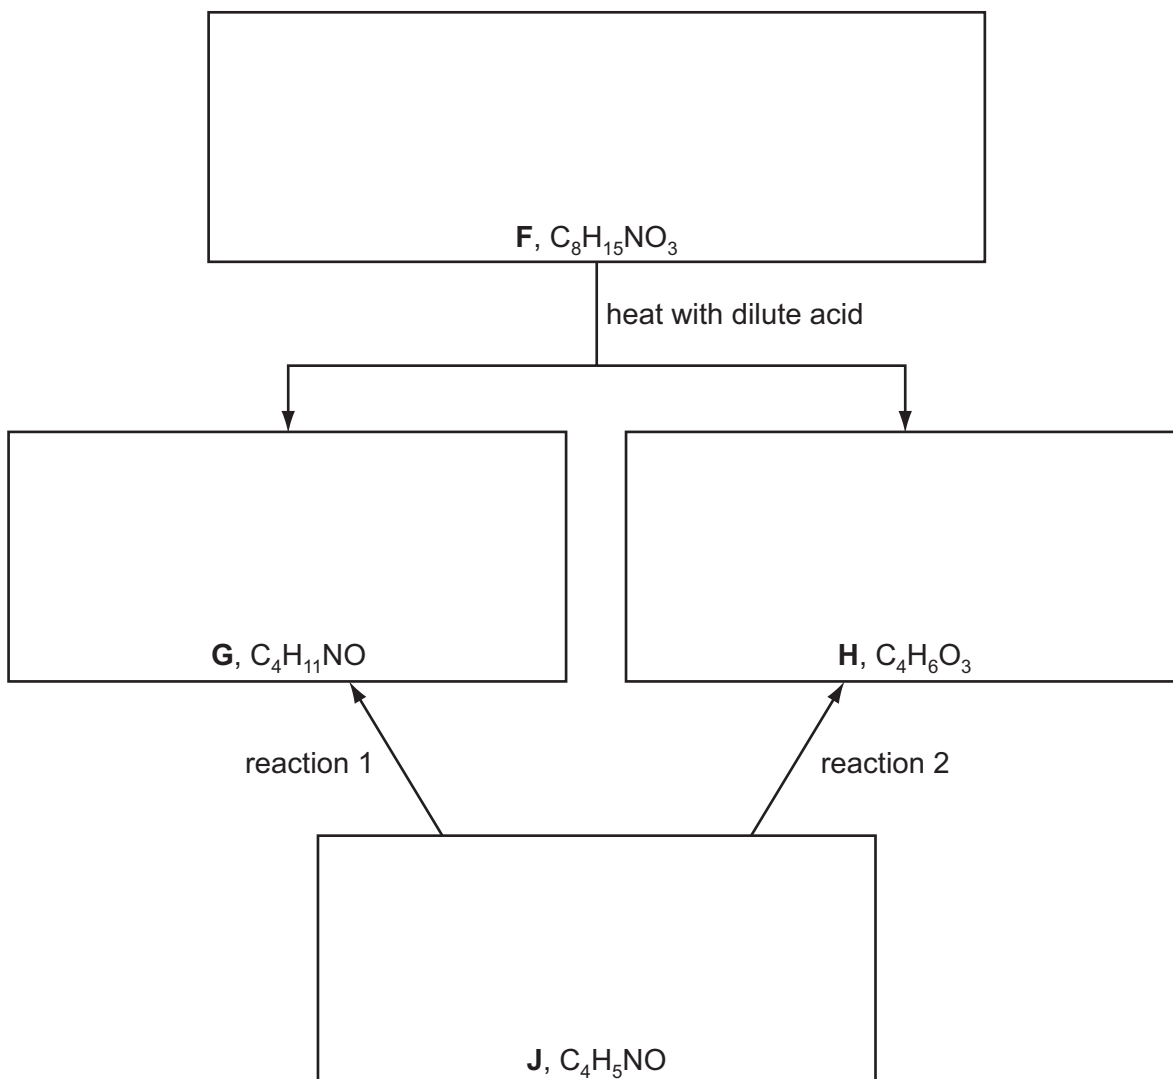 F, C₈H₁₅NO₃
heat with dilute acid
G, C₄H₁₁NO
H, C₄H₆O₃
reaction 1
reaction 2
J, C₄H₅NO